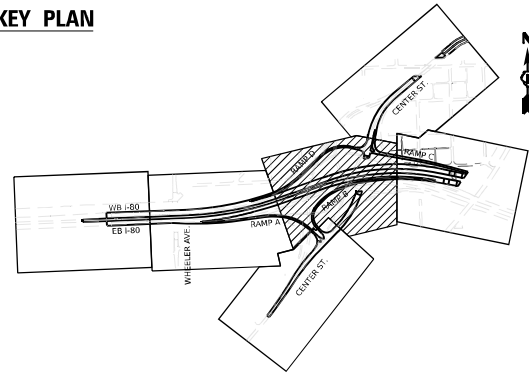 KEY PLAN
N
CENTER ST.
RAMP D
RAMP C
WB I-80
EB I-80
RAMP B
RAMP A
WHEELER AVE.
CENTER ST.